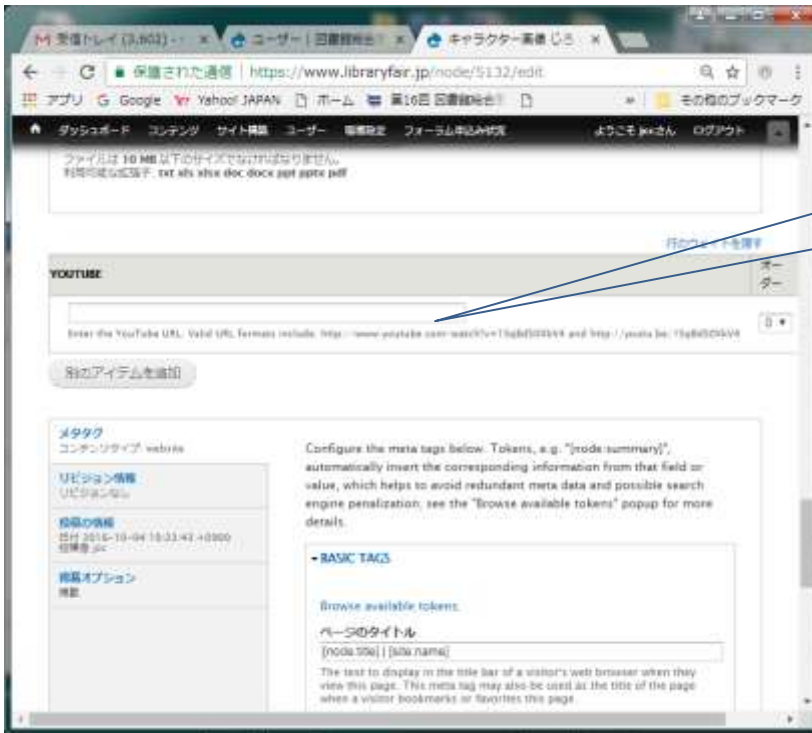 受信トレイ (3,602) -
ユーザー | 図書館総合
キャラクター画像 じろ
保護された通信 | https://www.libraryfair.jp/node/5132/edit
アプリ Google Yahoo! JAPAN ホーム 第16回 図書館総合 その他のブックマーク
ダッシュボード コンテンツ サイト構築 ユーザー 環境設定 フォーラム申込み状況 ようこそ さん ログアウト
ファイルは 10 MB 以下のサイズでなければなりません。
利用可能な拡張子: txt xls xlsx doc docx ppt pptx pdf
行のウェイトを隠す
YOUTUBE
オーダー
Enter the YouTube URL. Valid URL formats include: http://www.youtube.com/watch?v= and http://youtu.be/
0
別のアイテムを追加
メタタグ
コンテンツタイプ: website
リビジョン情報
リビジョンなし
投稿の情報
日付 2016-10-04 10:23:43 +0900
投稿者 jcc
掲載オプション
掲載
Configure the meta tags below. Tokens, e.g. "[node:summary]",
automatically insert the corresponding information from that field or
value, which helps to avoid redundant meta data and possible search
engine penalization; see the "Browse available tokens" popup for more
details.
BASIC TAGS
Browse available tokens.
ページのタイトル
[node:title] | [site:name]
The text to display in the title bar of a visitor's web browser when they
view this page. This meta tag may also be used as the title of the page
when a visitor bookmarks or favorites this page.